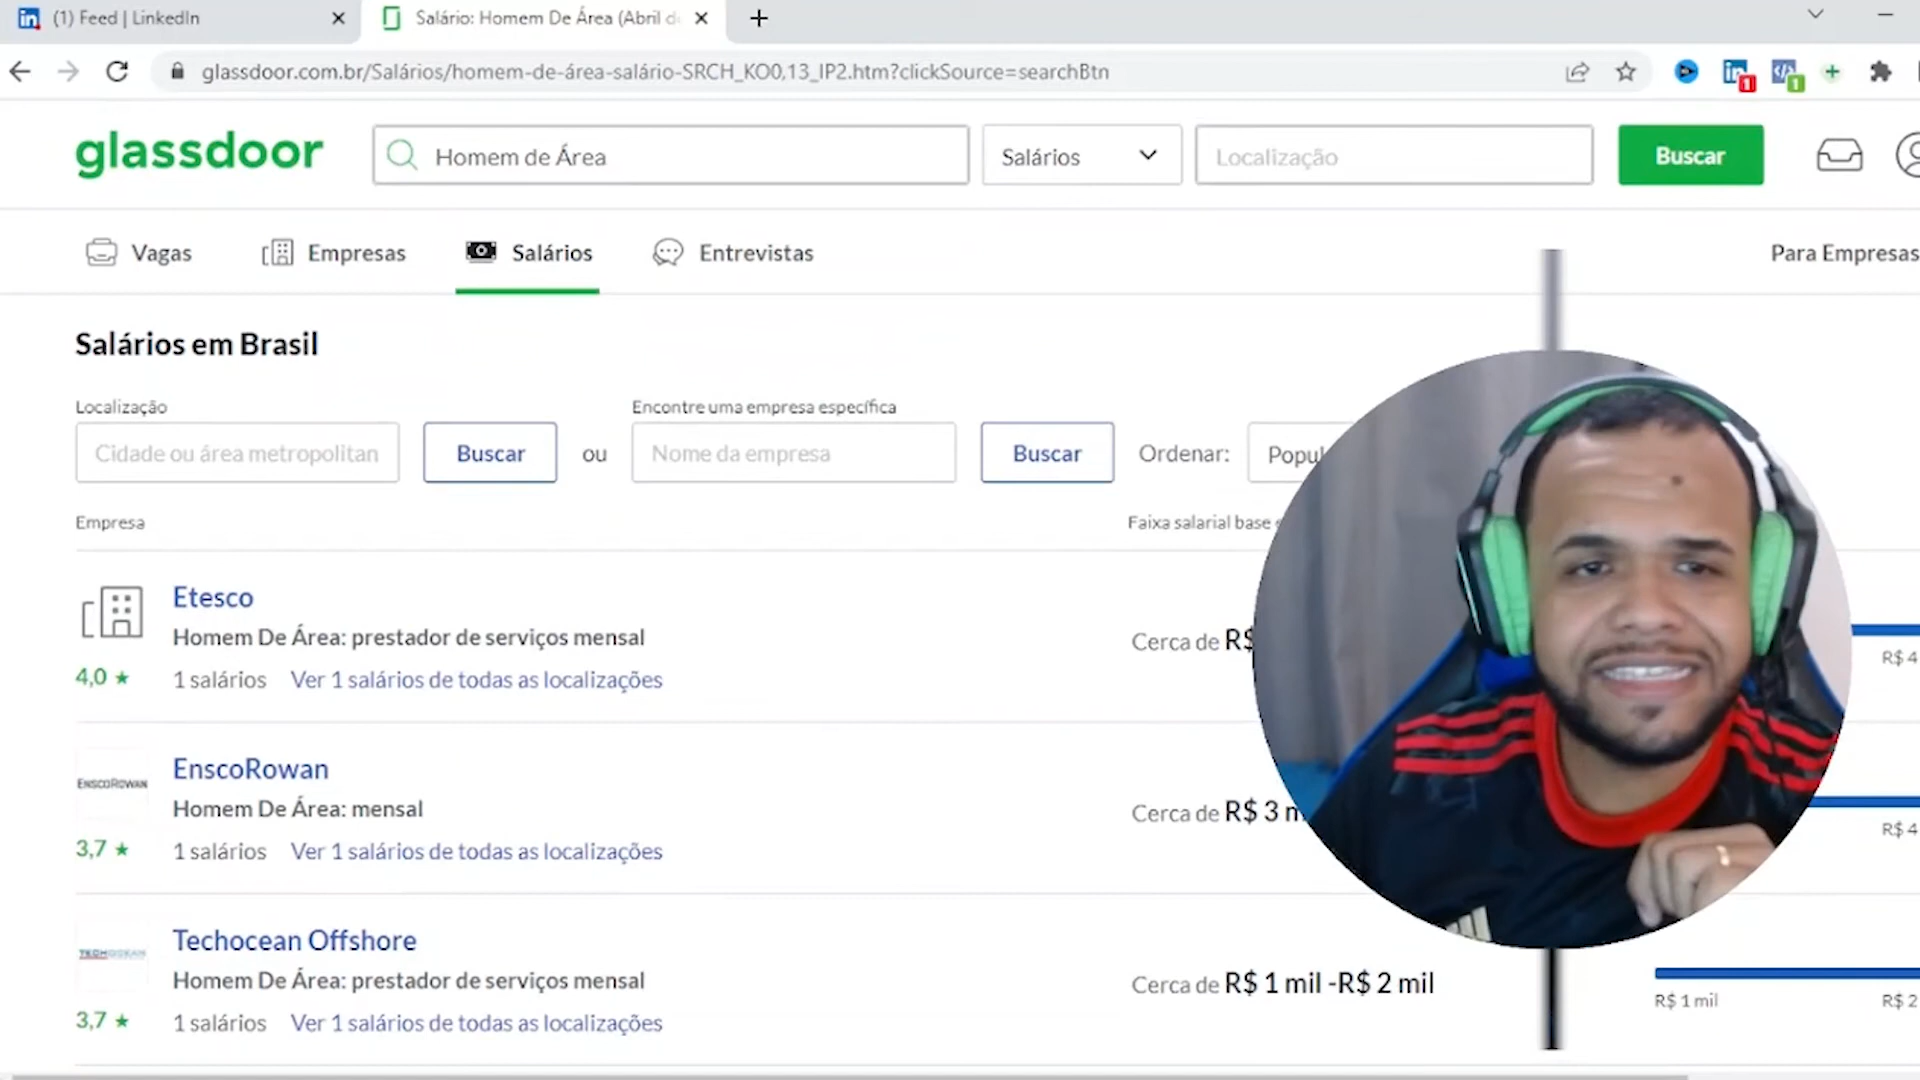 (1) Feed | LinkedIn
Salário: Homem De Área (Abril d
glassdoor.com.br/Salários/homem-de-área-salário-SRCH_KO0,13_IP2.htm?clickSource=searchBtn
1
1
glassdoor
Homem de Área
Salários
Localização
Buscar
Vagas
Empresas
Salários
Entrevistas
Para Empresas
Salários em Brasil
Localização
Encontre uma empresa específica
Cidade ou área metropolitan
Buscar
ou
Nome da empresa
Buscar
Ordenar:
Popul
Empresa
Faixa salarial base
Etesco
Homem De Área: prestador de serviços mensal
Cerca de R$
R$ 4
4,0 ★
1 salários
Ver 1 salários de todas as localizações
ENSCOROWAN
EnscoRowan
Homem De Área: mensal
Cerca de R$ 3 m
R$ 4
3,7 ★
1 salários
Ver 1 salários de todas as localizações
TECHOCEAN
Techocean Offshore
Homem De Área: prestador de serviços mensal
Cerca de R$ 1 mil -R$ 2 mil
R$ 1 mil
R$ 2
3,7 ★
1 salários
Ver 1 salários de todas as localizações